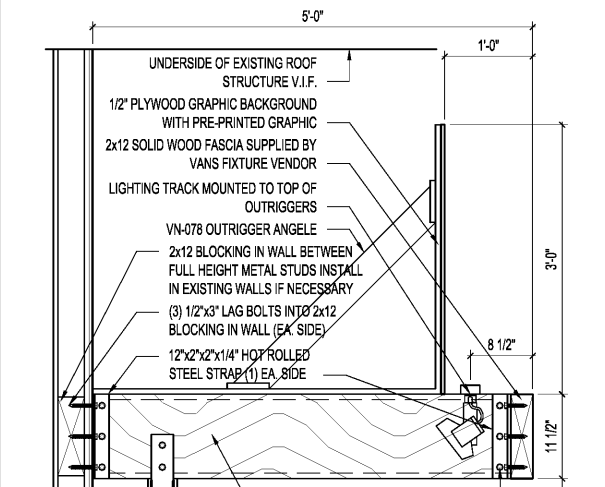 5'-0"
1'-0"
UNDERSIDE OF EXISTING ROOF
STRUCTURE V.I.F.
1/2" PLYWOOD GRAPHIC BACKGROUND
WITH PRE-PRINTED GRAPHIC
2x12 SOLID WOOD FASCIA SUPPLIED BY
VANS FIXTURE VENDOR
LIGHTING TRACK MOUNTED TO TOP OF
OUTRIGGERS
VN-078 OUTRIGGER ANGELE
2x12 BLOCKING IN WALL BETWEEN
FULL HEIGHT METAL STUDS INSTALL
IN EXISTING WALLS IF NECESSARY
(3) 1/2"x3" LAG BOLTS INTO 2x12
BLOCKING IN WALL (EA. SIDE)
12"x2"x2"x1/4" HOT ROLLED
STEEL STRAP (1) EA. SIDE
3'-0"
8 1/2"
11 1/2"